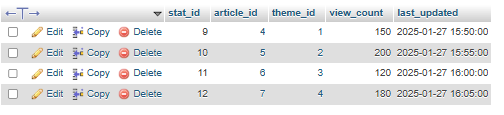 stat_id article_id theme_id view_count last_updated
Edit Copy Delete 9 4 1 150 2025-01-27 15:50:00
Edit Copy Delete 10 5 2 200 2025-01-27 15:55:00
Edit Copy Delete 11 6 3 120 2025-01-27 16:00:00
Edit Copy Delete 12 7 4 180 2025-01-27 16:05:00